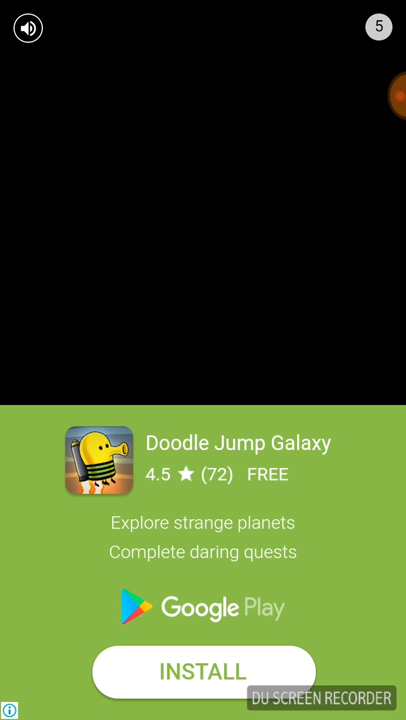 5
Doodle Jump Galaxy
4.5 ★ (72) FREE
Explore strange planets
Complete daring quests
Google Play
INSTALL
DU SCREEN RECORDER